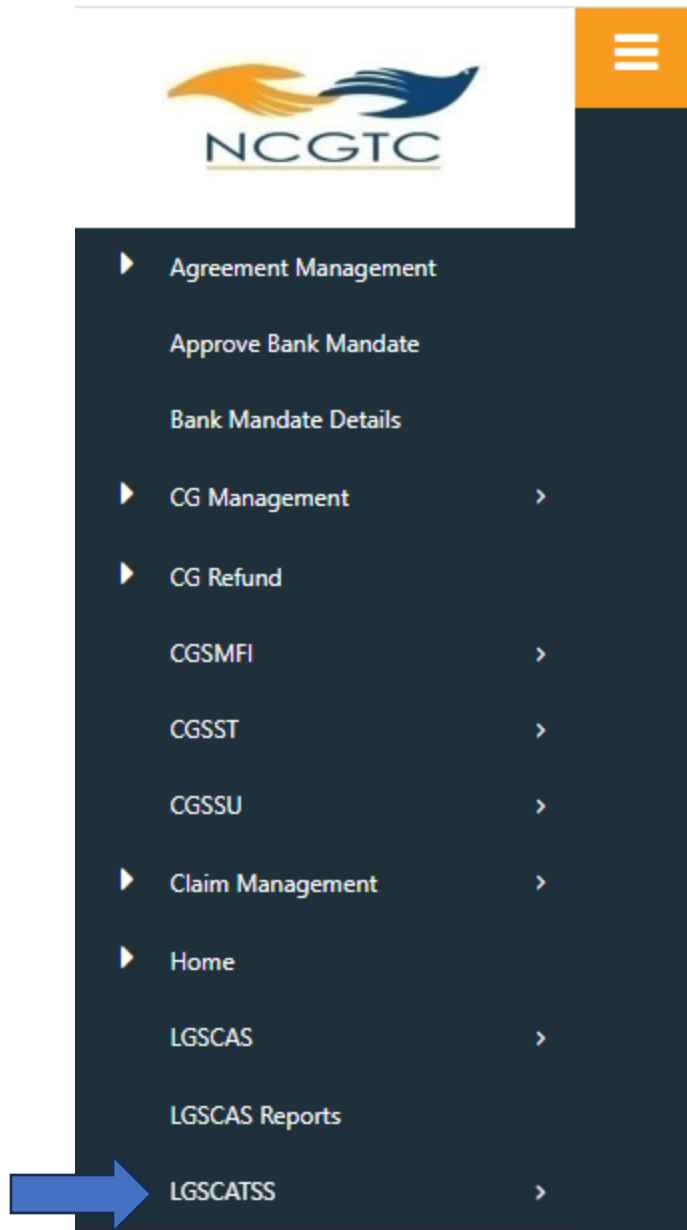 NCGTC
Agreement Management
Approve Bank Mandate
Bank Mandate Details
CG Management
CG Refund
CGSMFI
CGSST
CGSSU
Claim Management
Home
LGSCAS
LGSCAS Reports
LGSCATSS